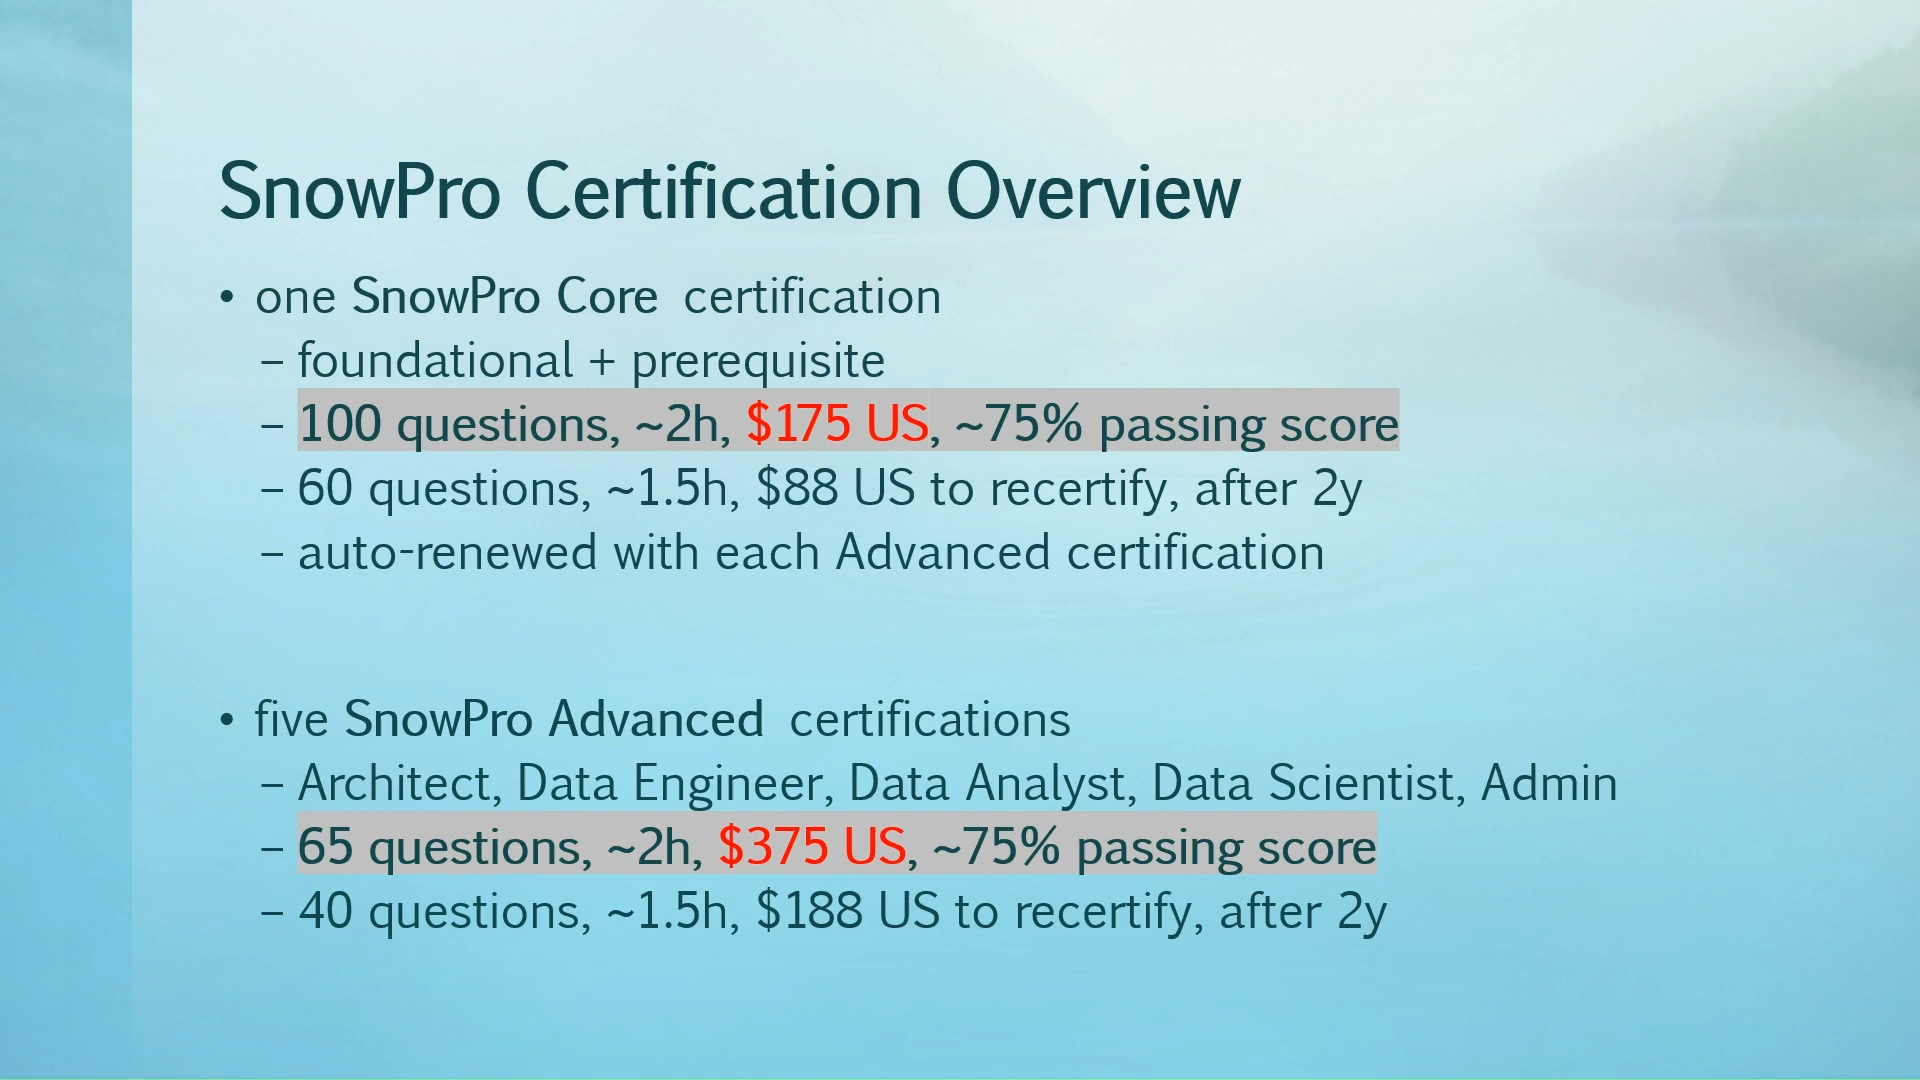 SnowPro Certification Overview
• one SnowPro Core certification
– foundational + prerequisite
– 100 questions, ~2h, $175 US, ~75% passing score
– 60 questions, ~1.5h, $88 US to recertify, after 2y
– auto-renewed with each Advanced certification
• five SnowPro Advanced certifications
– Architect, Data Engineer, Data Analyst, Data Scientist, Admin
– 65 questions, ~2h, $375 US, ~75% passing score
– 40 questions, ~1.5h, $188 US to recertify, after 2y